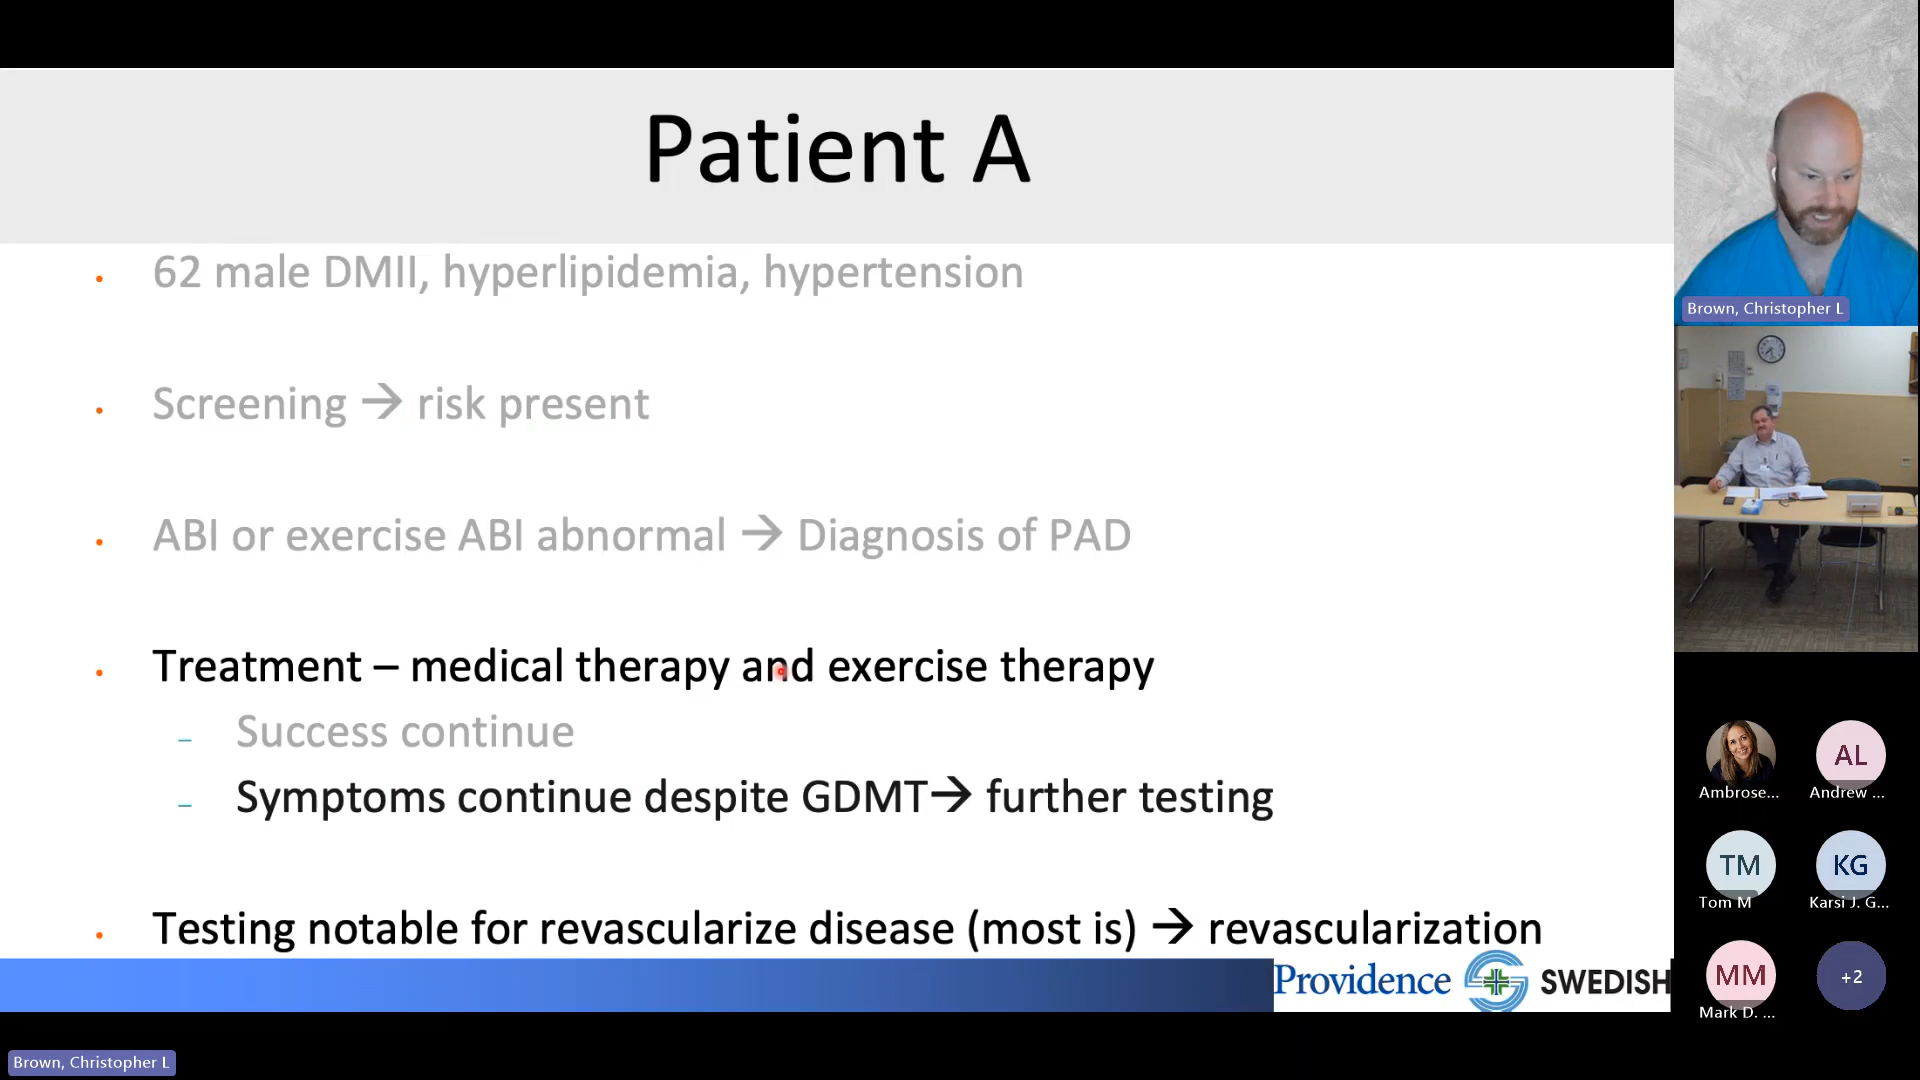 Patient A
62 male DMII, hyperlipidemia, hypertension
Screening → risk present
ABI or exercise ABI abnormal → Diagnosis of PAD
Treatment – medical therapy and exercise therapy
Success continue
Symptoms continue despite GDMT→ further testing
Testing notable for revascularize disease (most is) → revascularization
Providence SWEDISH
Brown, Christopher L
Brown, Christopher L
Ambrose...
AL
Andrew ...
TM
Tom M
KG
Karsi J. G...
MM
Mark D. ...
+2